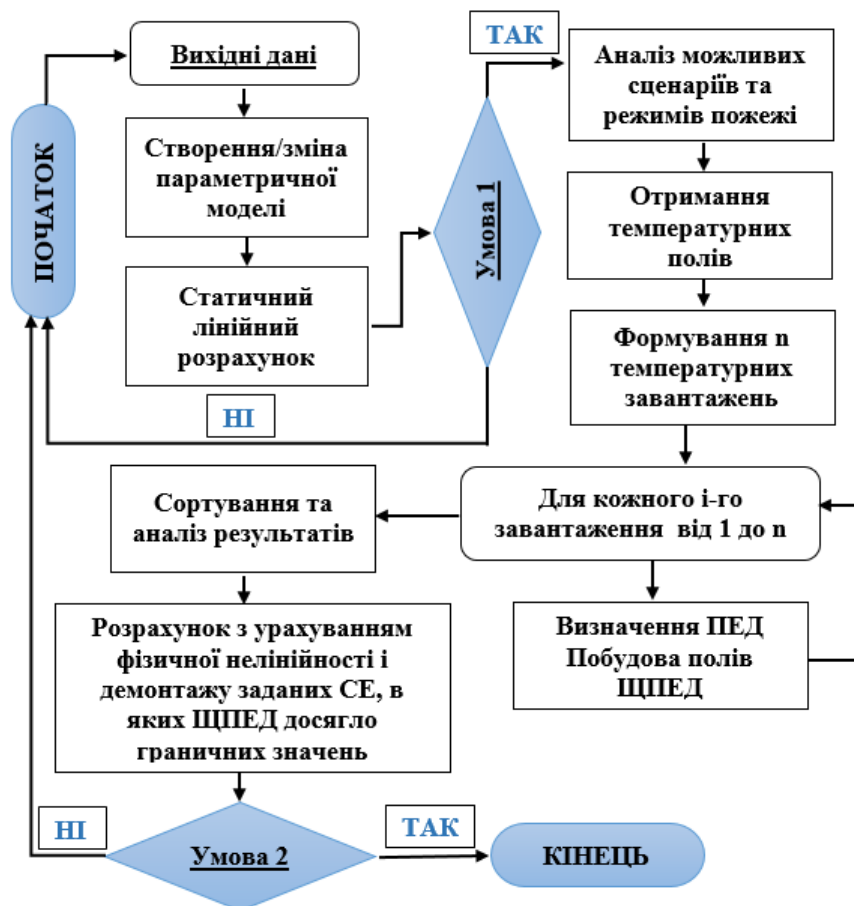 ПОЧАТОК
Вихідні дані
Створення/зміна
параметричної
моделі
Статичний
лінійний
розрахунок
Умова 1
ТАК
НІ
Аналіз можливих
сценаріїв та
режимів пожежі
Отримання
температурних
полів
Формування n
температурних
завантажень
Для кожного і-го
завантаження від 1 до n
Визначення ПЕД
Побудова полів
ЩПЕД
Сортування та
аналіз результатів
Розрахунок з урахуванням
фізичної нелінійності і
демонтажу заданих СЕ, в
яких ЩПЕД досягло
граничних значень
Умова 2
НІ
ТАК
КІНЕЦЬ